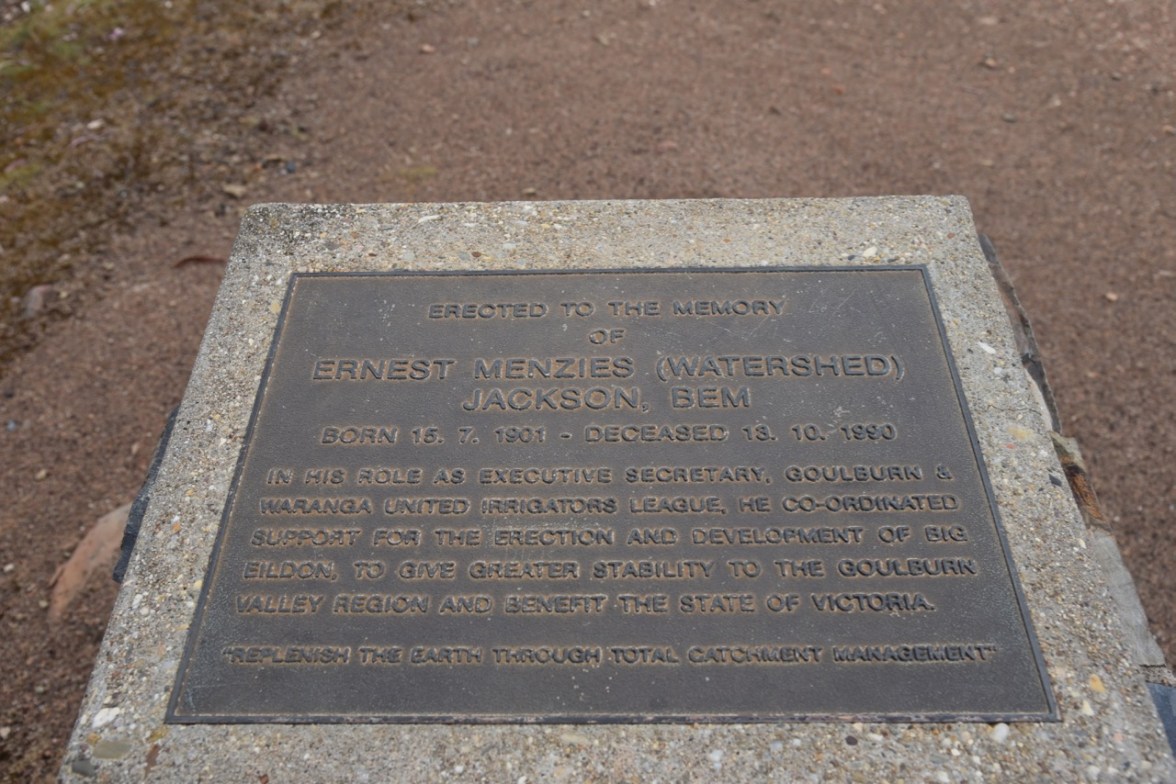 ERECTED TO THE MEMORY
OF
ERNEST MENZIES (WATERSHED)
JACKSON, BEM
BORN 15. 7. 1901 - DECEASED 13. 10. 1990
IN HIS ROLE AS EXECUTIVE SECRETARY, GOULBURN &
WARANGA UNITED IRRIGATORS LEAGUE, HE CO-ORDINATED
SUPPORT FOR THE ERECTION AND DEVELOPMENT OF BIG
EILDON, TO GIVE GREATER STABILITY TO THE GOULBURN
VALLEY REGION AND BENEFIT THE STATE OF VICTORIA.
"REPLENISH THE EARTH THROUGH TOTAL CATCHMENT MANAGEMENT"